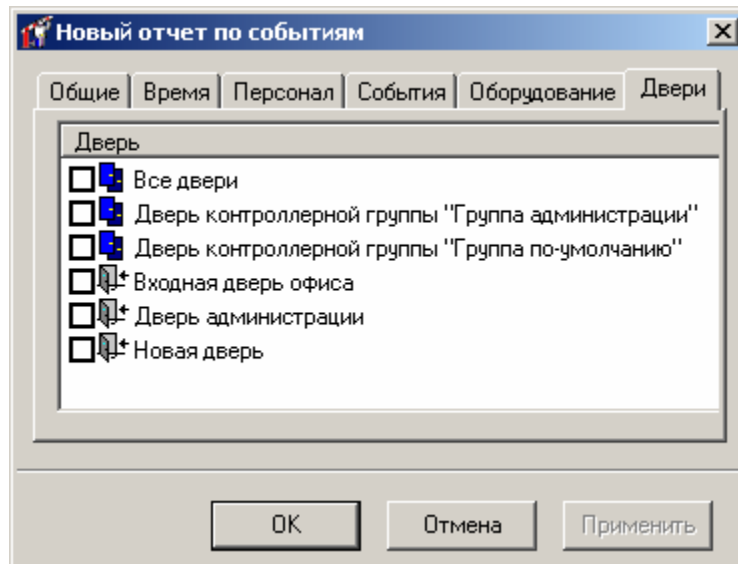 Новый отчет по событиям
Общие Время Персонал События Оборудование Двери
Дверь
Все двери
Дверь контроллерной группы "Группа администрации"
Дверь контроллерной группы "Группа по-умолчанию"
Входная дверь офиса
Дверь администрации
Новая дверь
OK Отмена Применить